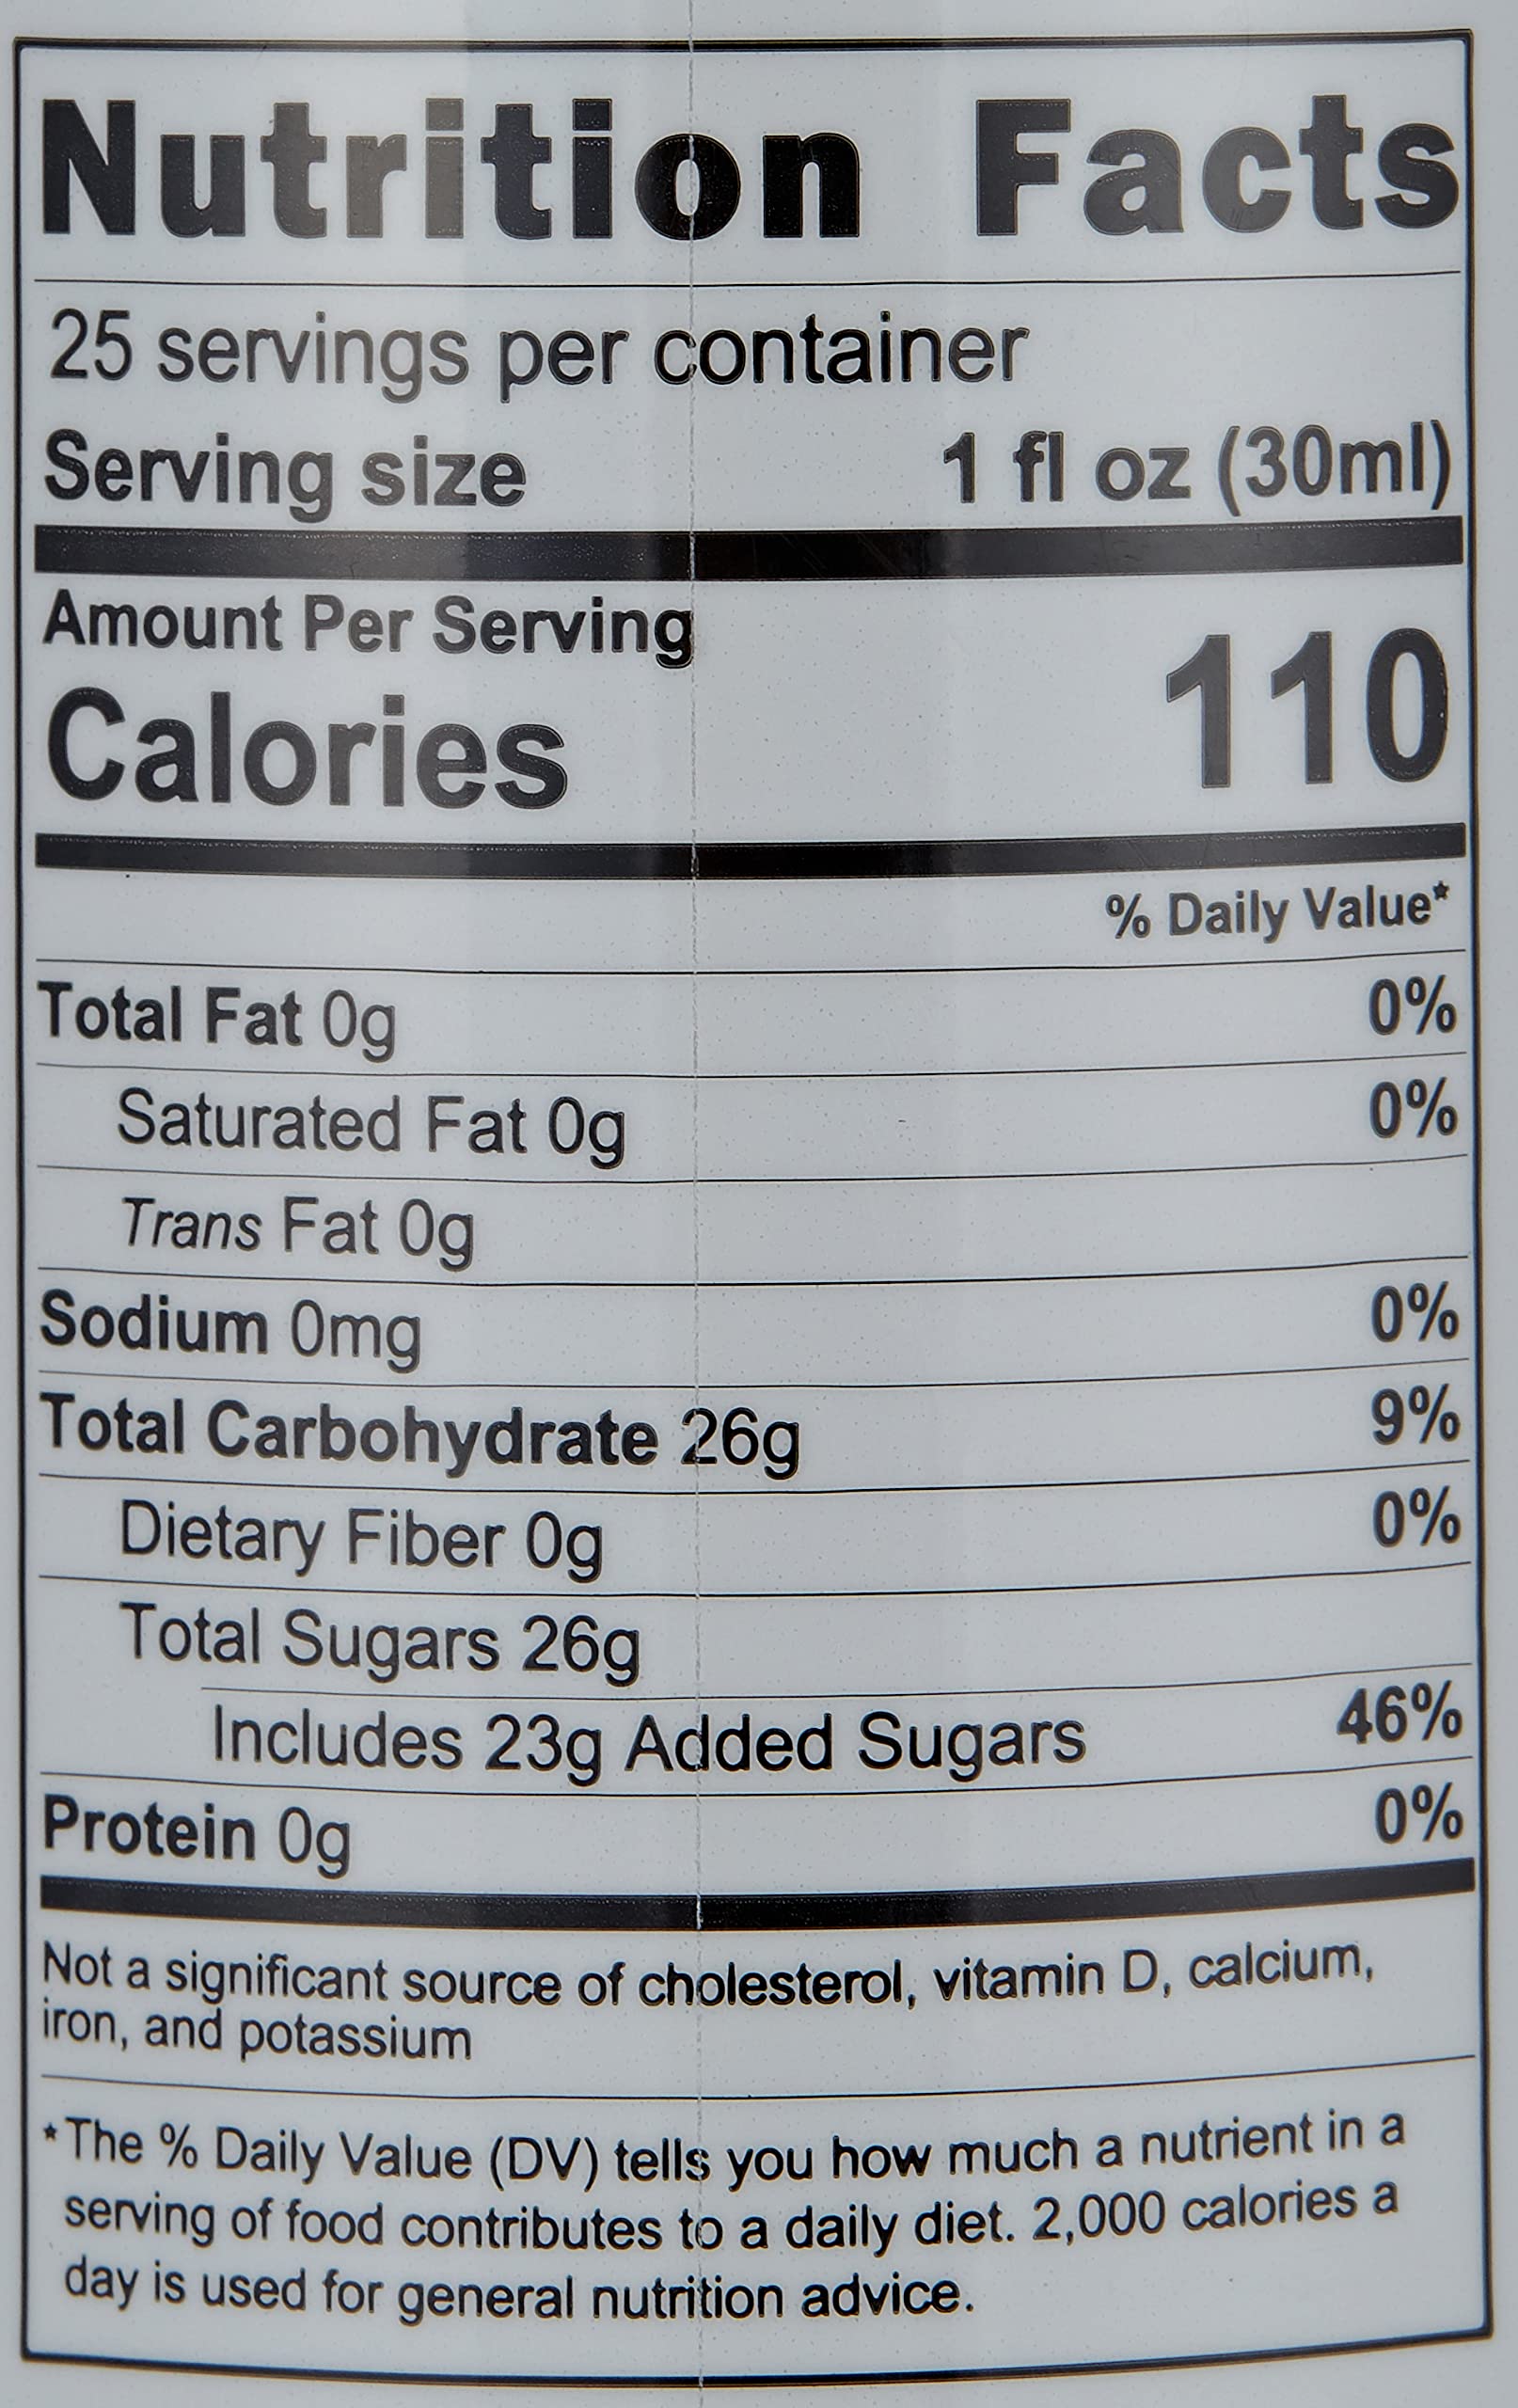 Nutrition Facts
25 servings per container
Serving size 1 fl oz (30ml)
Amount Per Serving
Calories 110
% Daily Value*
Total Fat 0g 0%
Saturated Fat 0g 0%
Trans Fat 0g
Sodium 0mg 0%
Total Carbohydrate 26g 9%
Dietary Fiber 0g 0%
Total Sugars 26g
Includes 23g Added Sugars 46%
Protein 0g 0%
Not a significant source of cholesterol, vitamin D, calcium,
iron, and potassium
*The % Daily Value (DV) tells you how much a nutrient in a
serving of food contributes to a daily diet. 2,000 calories a
day is used for general nutrition advice.